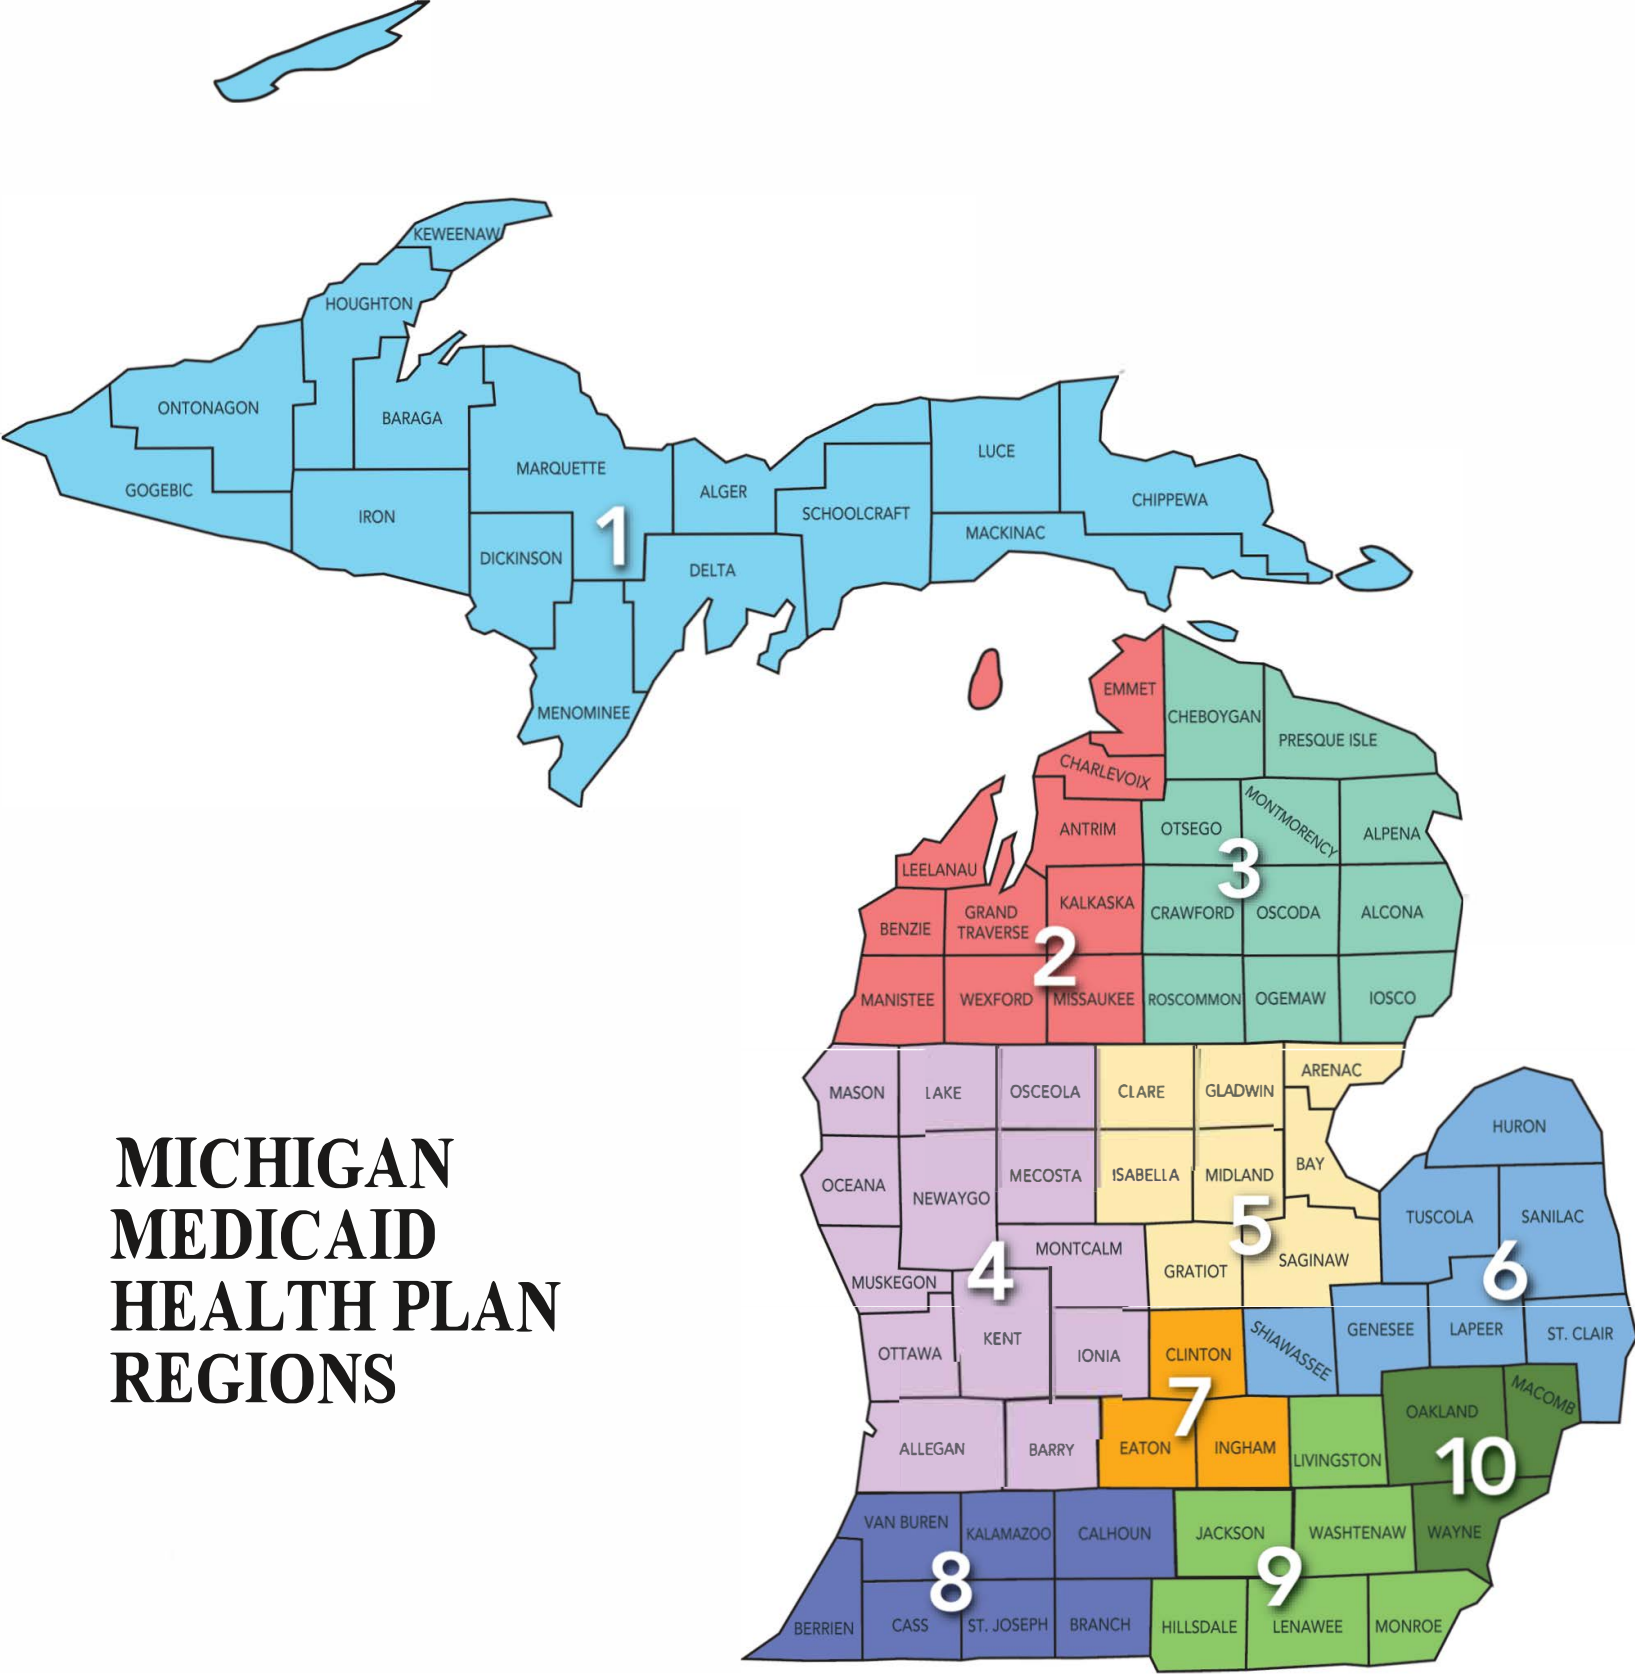 KEWEENAW
HOUGHTON
ONTONAGON
BARAGA
MARQUETTE
LUCE
GOGEBIC
ALGER
CHIPPEWA
IRON
SCHOOLCRAFT
MACKINAC
1
DICKINSON
DELTA
MENOMINEE
EMMET
CHEBOYGAN
PRESQUE ISLE
CHARLEVOIX
ANTRIM
OTSEGO
MONTMORENCY
ALPENA
3
LEELANAU
KALKASKA
GRAND
TRAVERSE
BENZIE
CRAWFORD
OSCODA
ALCONA
2
MANISTEE
WEXFORD
MISSAUKEE
ROSCOMMON
OGEMAW
IOSCO
MASON
LAKE
OSCEOLA
CLARE
GLADWIN
ARENAC
HURON
OCEANA
NEWAYGO
MECOSTA
ISABELLA
MIDLAND
BAY
TUSCOLA
SANILAC
5
MONTCALM
GRATIOT
SAGINAW
4
6
MUSKEGON
OTTAWA
KENT
IONIA
CLINTON
SHIAWASSEE
GENESEE
LAPEER
ST. CLAIR
7
ALLEGAN
BARRY
EATON
INGHAM
LIVINGSTON
OAKLAND
MACOMB
10
VAN BUREN
KALAMAZOO
CALHOUN
JACKSON
WASHTENAW
WAYNE
8
9
BERRIEN
CASS
ST. JOSEPH
BRANCH
HILLSDALE
LENAWEE
MONROE
MICHIGAN
MEDICAID
HEALTH PLAN
REGIONS